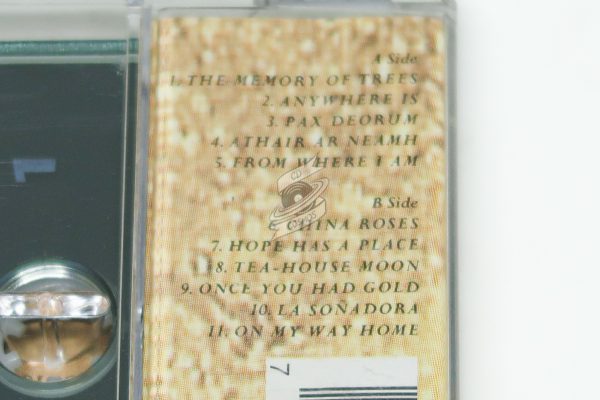 A Side
1. THE MEMORY OF TREES
2. ANYWHERE IS
3. PAX DEORUM
4. ATHAIR AR NEAMH
5. FROM WHERE I AM
B Side
6. CHINA ROSES
7. HOPE HAS A PLACE
8. TEA-HOUSE MOON
9. ONCE YOU HAD GOLD
10. LA SOÑADORA
11. ON MY WAY HOME
7